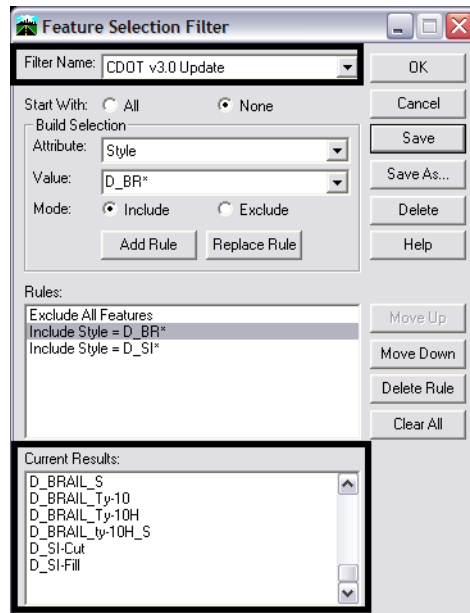 Feature Selection Filter
Filter Name: CDOT v3.0 Update
OK
Start With: All None
Cancel
Build Selection
Attribute: Style
Save
Value: D_BR*
Save As...
Mode: Include Exclude
Delete
Add Rule Replace Rule
Help
Rules:
Exclude All Features
Include Style = D_BR*
Include Style = D_SI*
Move Up
Move Down
Delete Rule
Clear All
Current Results:
D_BRAIL_S
D_BRAIL_Ty-10
D_BRAIL_Ty-10H
D_BRAIL_ty-10H_S
D_SI-Cut
D_SI-Fill